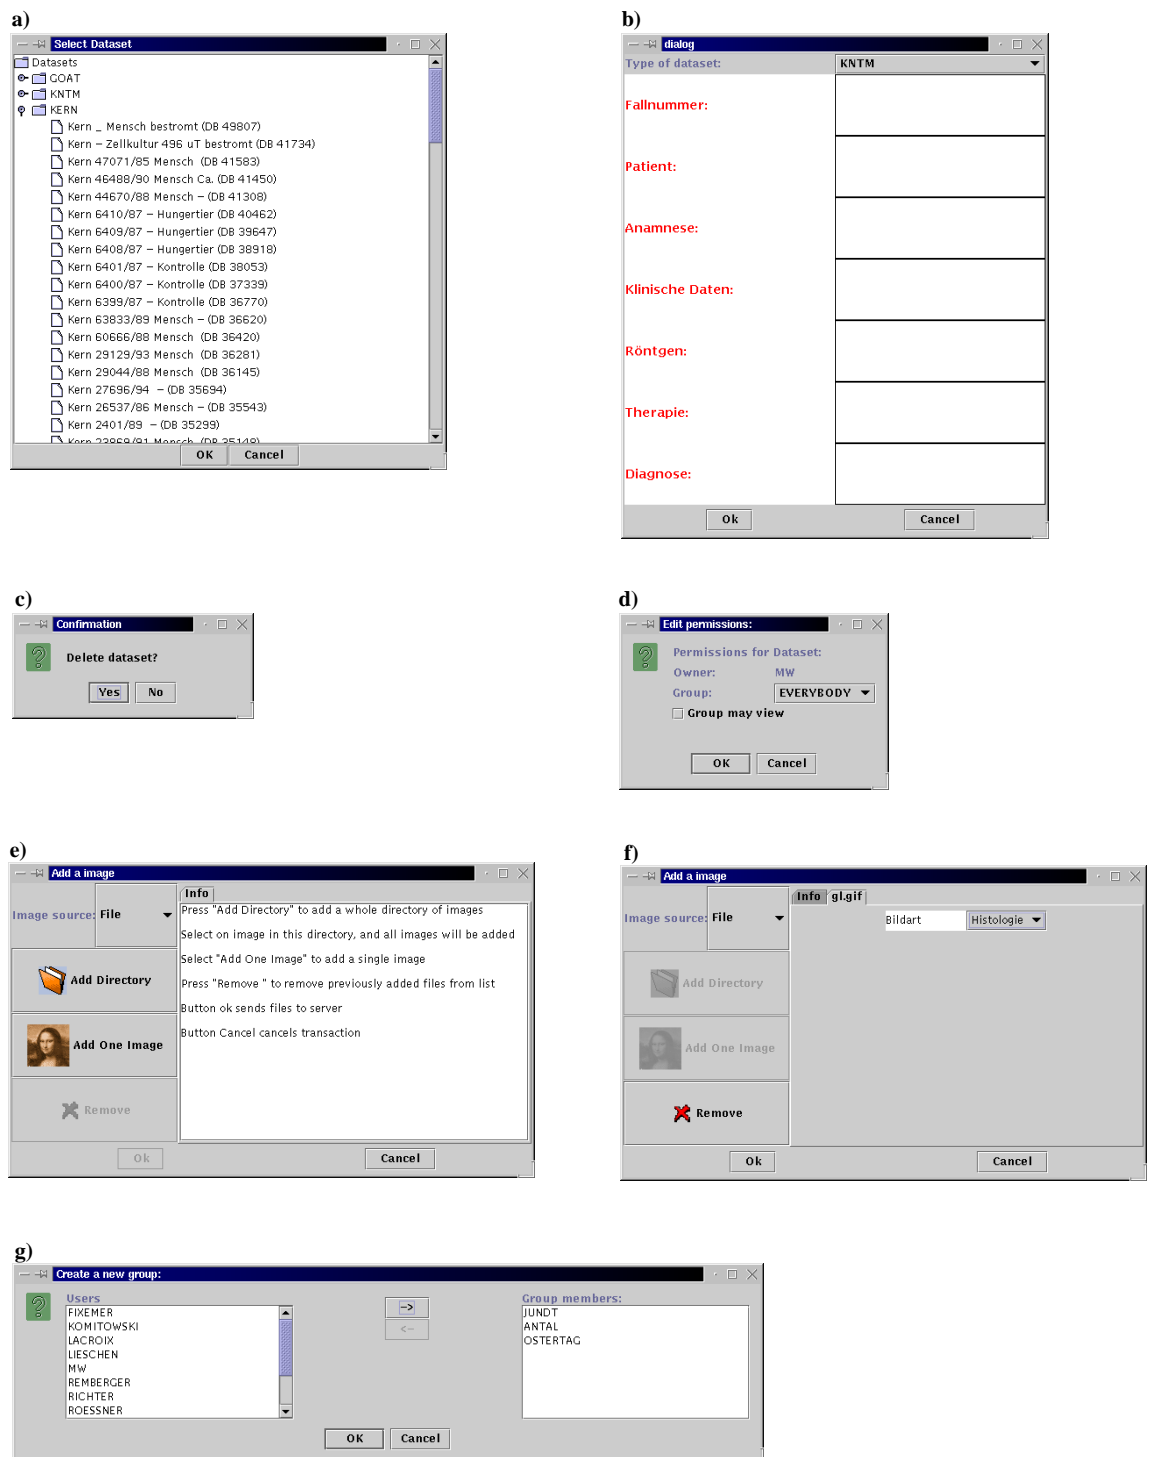 a)
Select Dataset
Datasets
GOAT
KNTM
KERN
Kern _ Mensch bestromt (DB 49807)
Kern – Zellkultur 496 uT bestromt (DB 41734)
Kern 47071/85 Mensch (DB 41583)
Kern 46488/90 Mensch Ca. (DB 41450)
Kern 44670/88 Mensch – (DB 41308)
Kern 6410/87 – Hungertier (DB 40462)
Kern 6409/87 – Hungertier (DB 39647)
Kern 6408/87 – Hungertier (DB 38918)
Kern 6401/87 – Kontrolle (DB 38053)
Kern 6400/87 – Kontrolle (DB 37339)
Kern 6399/87 – Kontrolle (DB 36770)
Kern 63833/89 Mensch – (DB 36620)
Kern 60666/88 Mensch (DB 36420)
Kern 29129/93 Mensch (DB 36281)
Kern 29044/88 Mensch (DB 36145)
Kern 27696/94 – (DB 35694)
Kern 26537/86 Mensch – (DB 35543)
Kern 2401/89 – (DB 35299)
Kern 23869/91 Mensch (DB 35148)
OK Cancel
b)
dialog
Type of dataset: KNTM
Fallnummer:
Patient:
Anamnese:
Klinische Daten:
Röntgen:
Therapie:
Diagnose:
Ok Cancel
c)
Confirmation
Delete dataset?
Yes No
d)
Edit permissions:
Permissions for Dataset:
Owner: MW
Group: EVERYBODY
Group may view
OK Cancel
e)
Add a image
Image source: File
Add Directory
Add One Image
Remove
Info
Press "Add Directory" to add a whole directory of images
Select on image in this directory, and all images will be added
Select "Add One Image" to add a single image
Press "Remove " to remove previously added files from list
Button ok sends files to server
Button Cancel cancels transaction
Ok Cancel
f)
Add a image
Image source: File
Add Directory
Add One Image
Remove
Info gl.gif
Bildart Histologie
Ok Cancel
g)
Create a new group:
Users
FIXEMER
KOMITOWSKI
LACROIX
LIESCHEN
MW
REMBERGER
RICHTER
ROESSNER
–>
<–
Group members:
JUNDT
ANTAL
OSTERTAG
OK Cancel